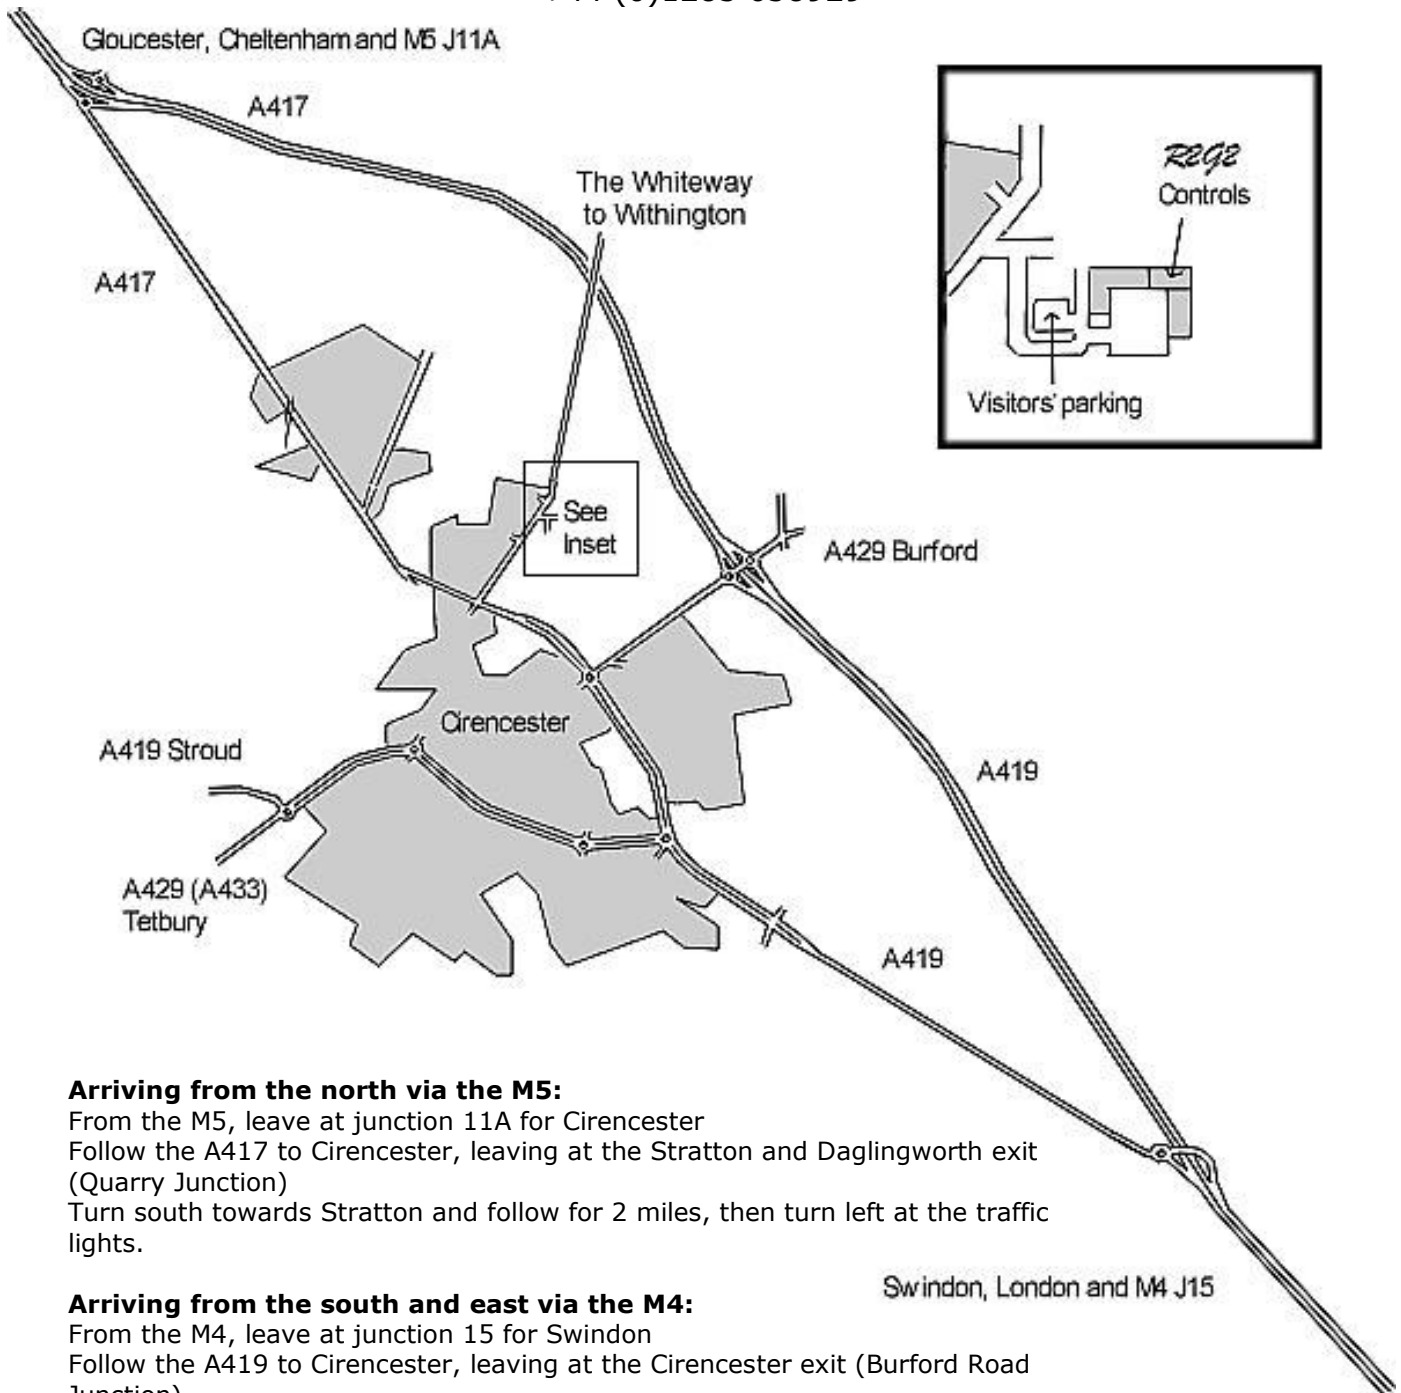 Gloucester, Cheltenham and M5 J11A
A417
The Whiteway
to Withington
R2G2
Controls
A417
Visitors' parking
See
Inset
A429 Burford
Cirencester
A419 Stroud
A419
A429 (A433)
Tetbury
A419
Arriving from the north via the M5:
From the M5, leave at junction 11A for Cirencester
Follow the A417 to Cirencester, leaving at the Stratton and Daglingworth exit
(Quarry Junction)
Turn south towards Stratton and follow for 2 miles, then turn left at the traffic
lights.
Swindon, London and M4 J15
Arriving from the south and east via the M4:
From the M4, leave at junction 15 for Swindon
Follow the A419 to Cirencester, leaving at the Cirencester exit (Burford Road